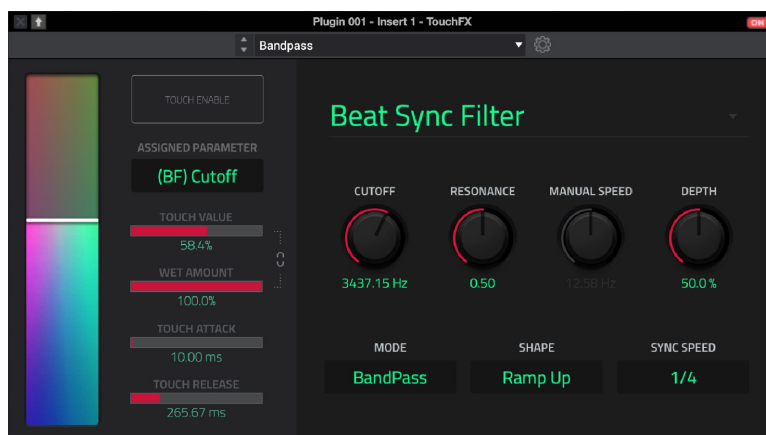 Plugin 001 - Insert 1 - TouchFX
ON
Bandpass
TOUCH ENABLE
ASSIGNED PARAMETER
(BF) Cutoff
TOUCH VALUE
58.4%
WET AMOUNT
100.0%
TOUCH ATTACK
10.00 ms
TOUCH RELEASE
265.67 ms
Beat Sync Filter
CUTOFF RESONANCE MANUAL SPEED DEPTH
3437.15 Hz 0.50 12.58 Hz 50.0 %
MODE SHAPE SYNC SPEED
BandPass Ramp Up 1/4